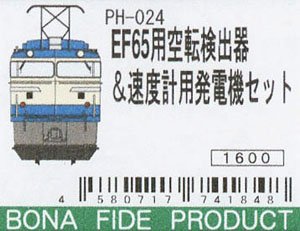 PH-024
EF65用空転検出器
&速度計用発電機セット
1600
4 580717 741848
BONA FIDE PRODUCT